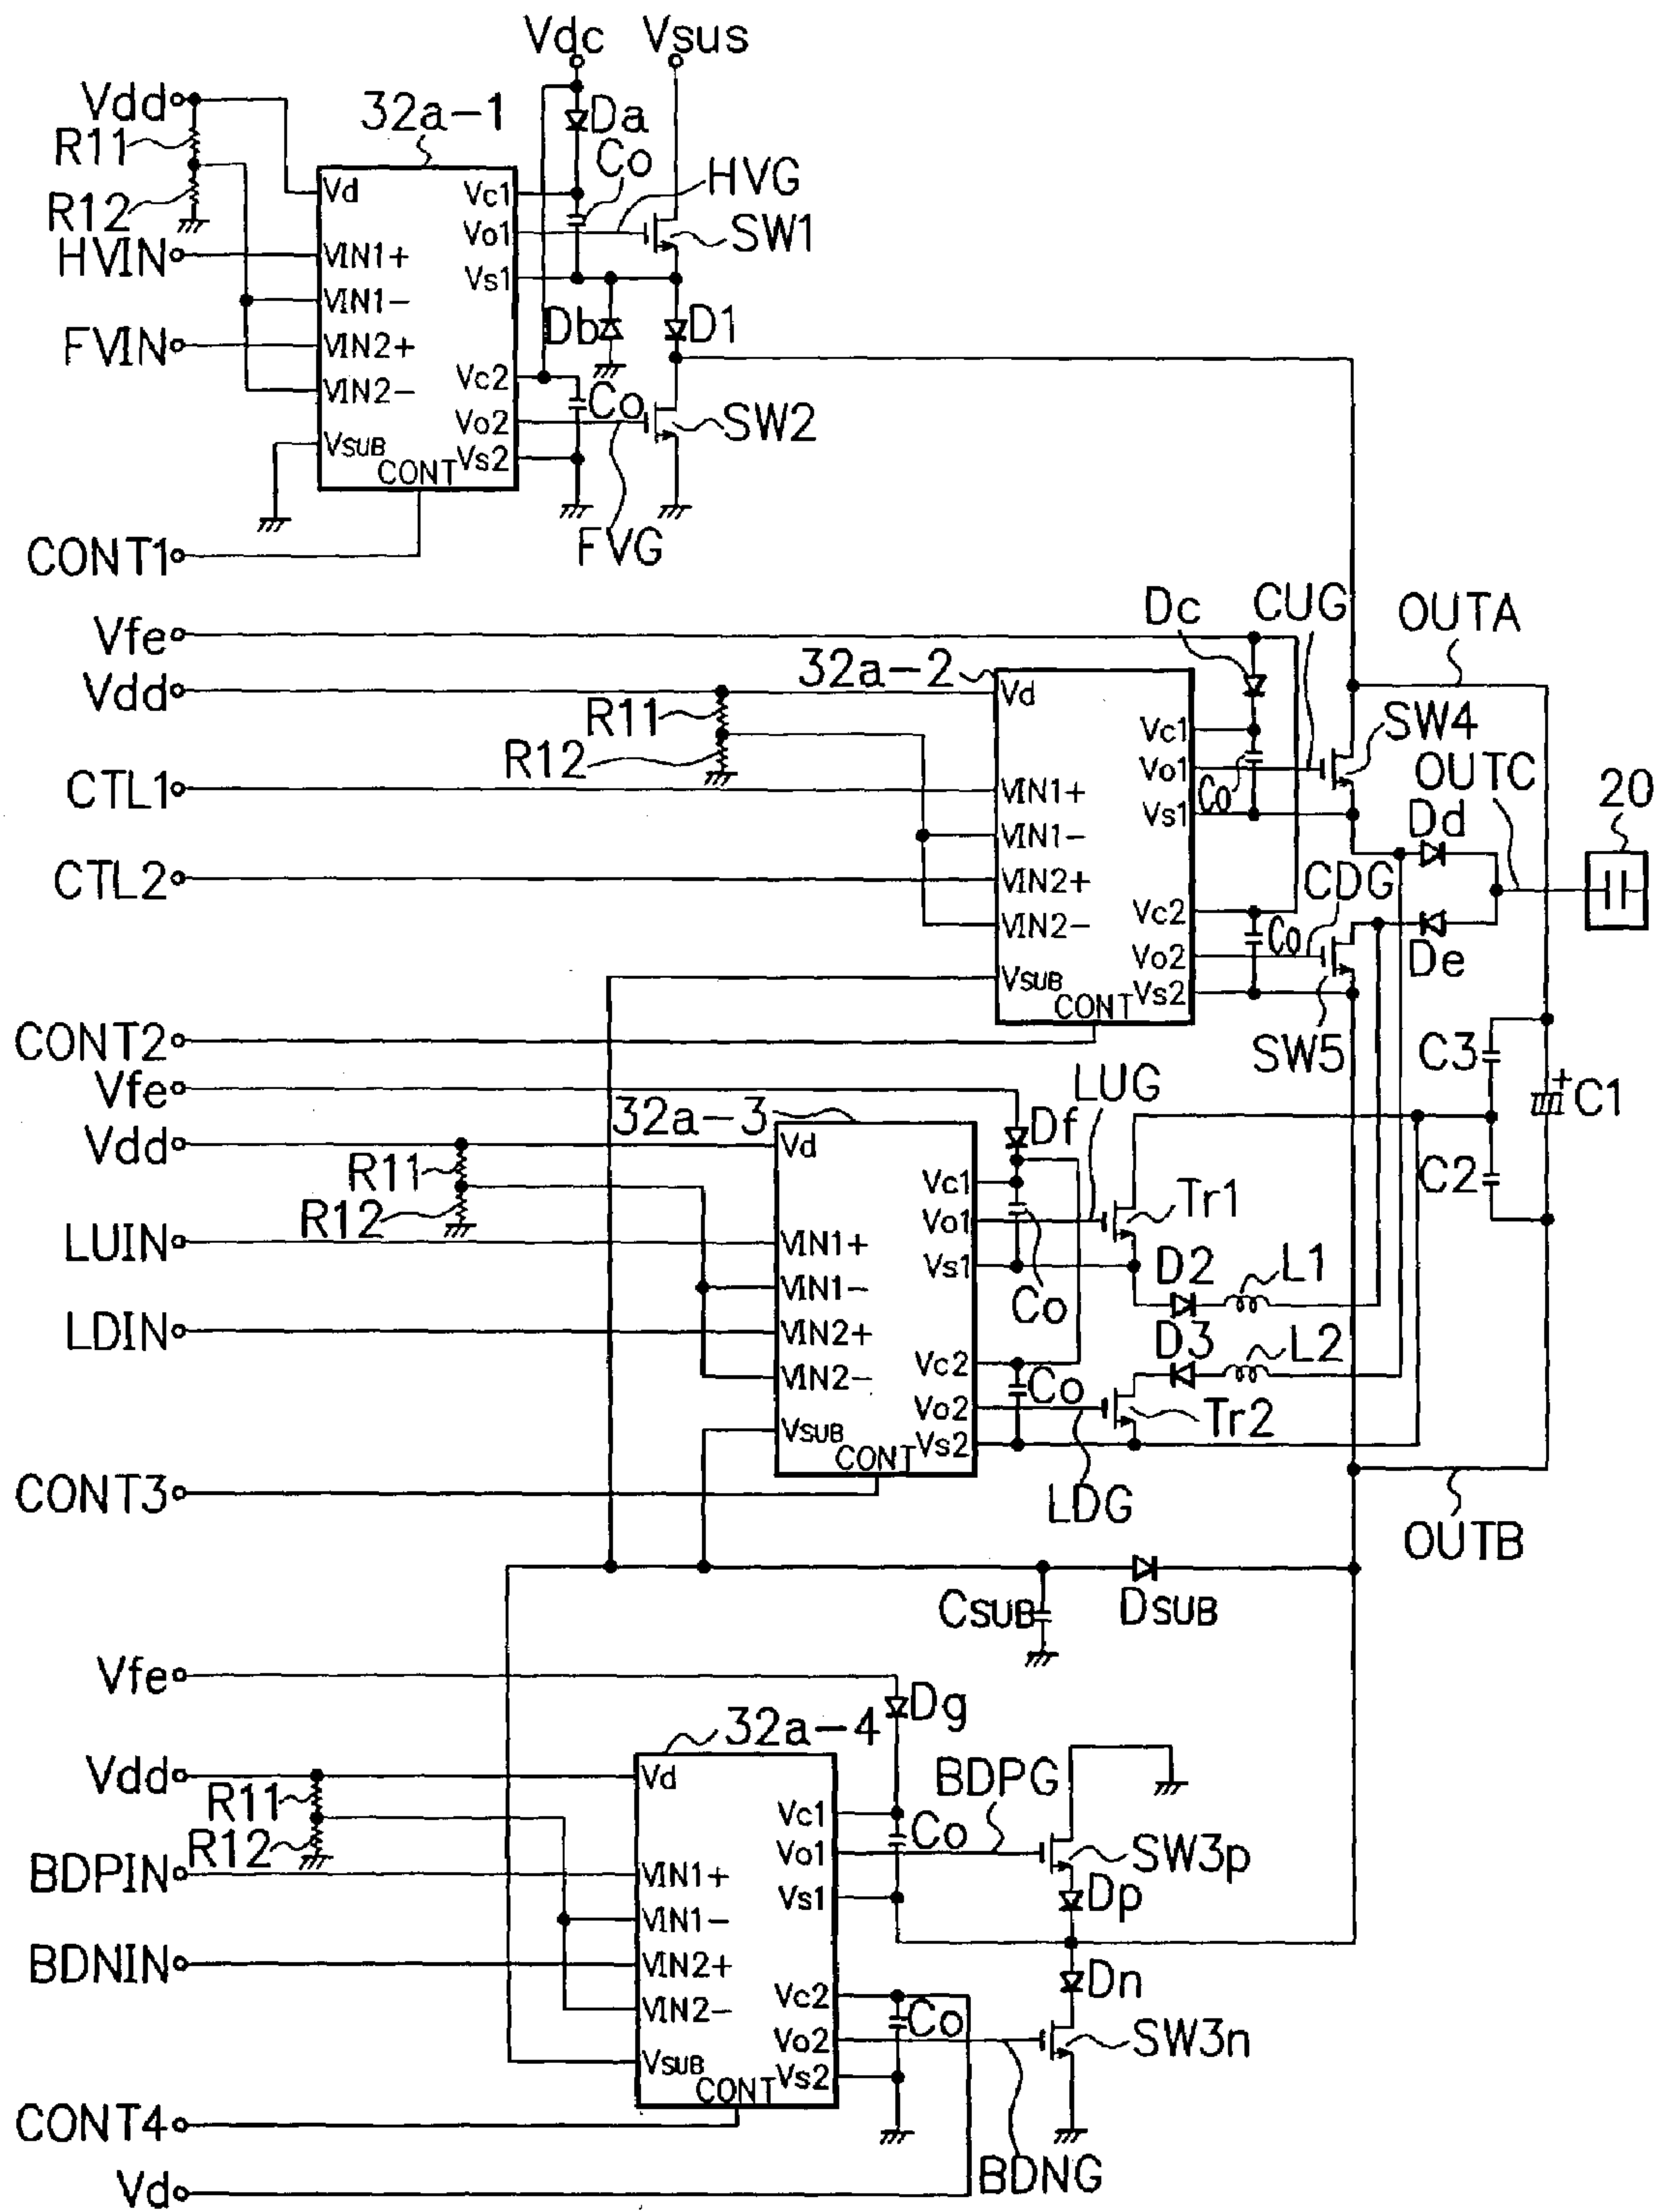 Vdc Vsus
Vdd
32a-1
Da
R11
Co
HVG
R12
Vd
Vc1
Vo1
SW1
HVIN
VIN1+
Vs1
VIN1-
Db
D1
FVIN
VIN2+
Vc2
VIN2-
Co
Vo2
SW2
VSUB
CONT
Vs2
FVG
CONT1
Dc
CUG
OUTA
Vfe
32a-2
Vdd
Vd
R11
Vc1
SW4
R12
Vo1
OUTC
20
CTL1
VIN1+
Co
Vs1
Dd
VIN1-
CTL2
VIN2+
CDG
Vc2
VIN2-
Co
Vo2
De
VSUB
CONT
Vs2
CONT2
SW5
C3
Vfe
LUG
+
C1
32a-3
Df
Vdd
Vd
R11
Vc1
C2
Tr1
R12
Vo1
LUIN
VIN1+
Vs1
D2
L1
VIN1-
Co
LDIN
VIN2+
D3
L2
Vc2
VIN2-
Co
Vo2
Tr2
VSUB
CONT
Vs2
CONT3
LDG
OUTB
CSUB
DSUB
Vfe
Dg
32a-4
Vdd
Vd
BDPG
R11
Vc1
Co
R12
Vo1
SW3p
BDPIN
VIN1+
Vs1
Dp
VIN1-
BDNIN
VIN2+
Dn
Vc2
VIN2-
Co
Vo2
SW3n
VSUB
CONT
Vs2
CONT4
BDNG
Vd